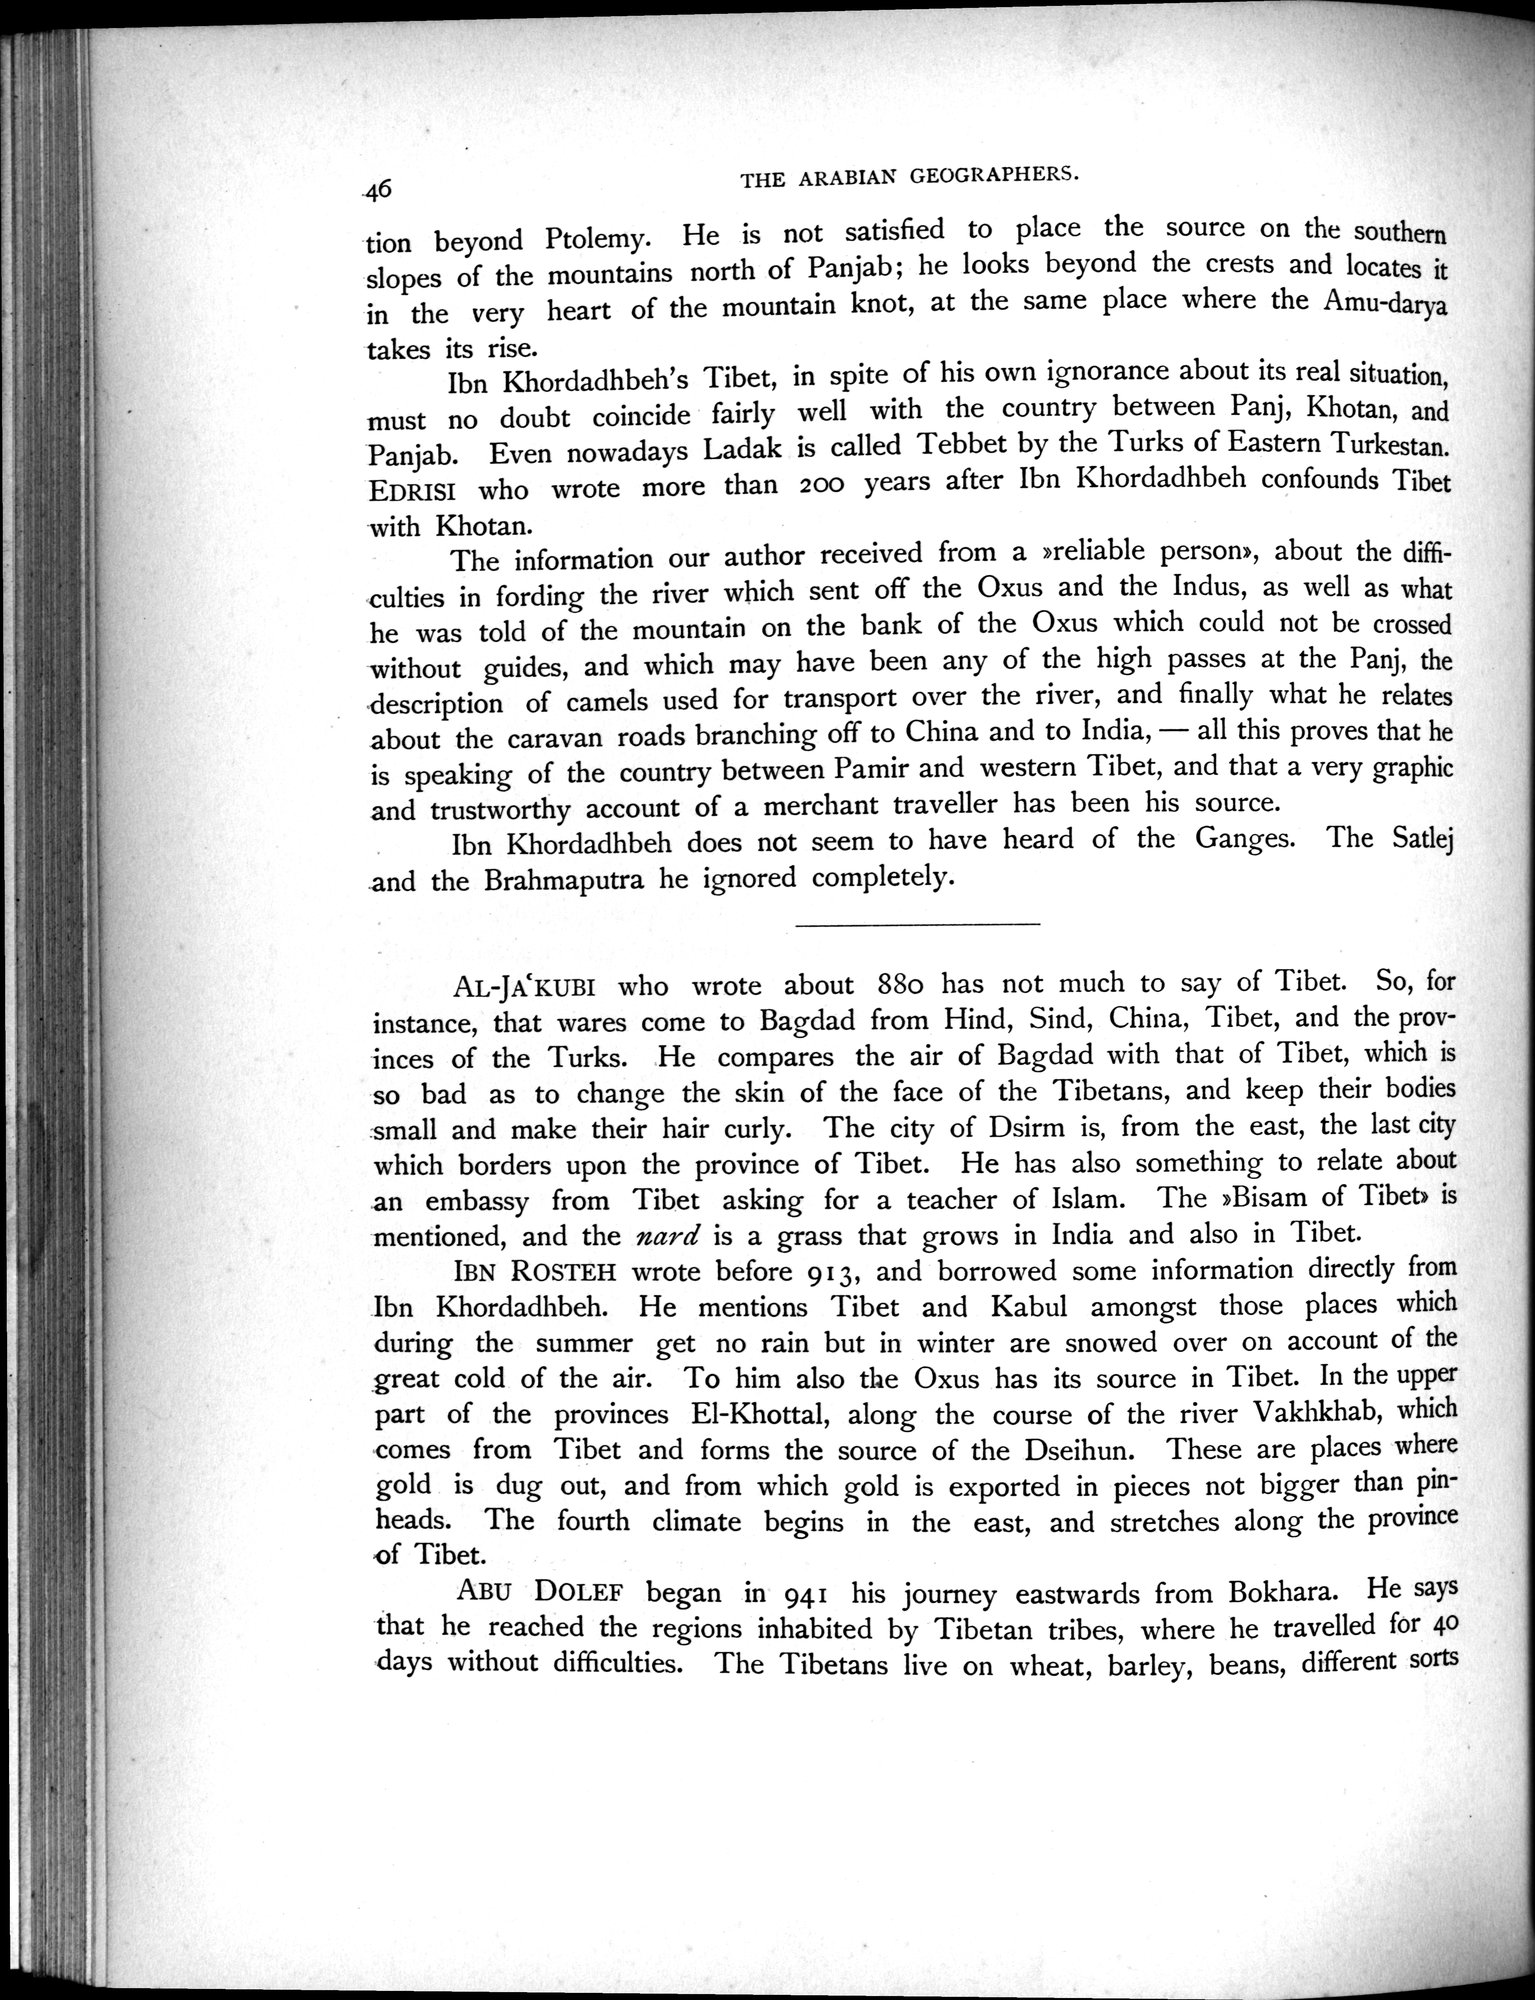 46
THE ARABIAN GEOGRAPHERS.
tion beyond Ptolemy. He is not satisfied to place the source on the southern
slopes of the mountains north of Panjab; he looks beyond the crests and locates it
in the very heart of the mountain knot, at the same place where the Amu-darya
takes its rise.
Ibn Khordadhbeh's Tibet, in spite of his own ignorance about its real situation,
must no doubt coincide fairly well with the country between Panj, Khotan, and
Panjab. Even nowadays Ladak is called Tebbet by the Turks of Eastern Turkestan.
EDRISI who wrote more than 200 years after Ibn Khordadhbeh confounds Tibet
with Khotan.
The information our author received from a »reliable person», about the diffi-
culties in fording the river which sent off the Oxus and the Indus, as well as what
he was told of the mountain on the bank of the Oxus which could not be crossed
without guides, and which may have been any of the high passes at the Panj, the
description of camels used for transport over the river, and finally what he relates
about the caravan roads branching off to China and to India, — all this proves that he
is speaking of the country between Pamir and western Tibet, and that a very graphic
and trustworthy account of a merchant traveller has been his source.
Ibn Khordadhbeh does not seem to have heard of the Ganges. The Satlej
and the Brahmaputra he ignored completely.
AL-JAʿKUBI who wrote about 880 has not much to say of Tibet. So, for
instance, that wares come to Bagdad from Hind, Sind, China, Tibet, and the prov-
inces of the Turks. He compares the air of Bagdad with that of Tibet, which is
so bad as to change the skin of the face of the Tibetans, and keep their bodies
small and make their hair curly. The city of Dsirm is, from the east, the last city
which borders upon the province of Tibet. He has also something to relate about
an embassy from Tibet asking for a teacher of Islam. The »Bisam of Tibet» is
mentioned, and the nard is a grass that grows in India and also in Tibet.
IBN ROSTEH wrote before 913, and borrowed some information directly from
Ibn Khordadhbeh. He mentions Tibet and Kabul amongst those places which
during the summer get no rain but in winter are snowed over on account of the
great cold of the air. To him also the Oxus has its source in Tibet. In the upper
part of the provinces El-Khottal, along the course of the river Vakhkhab, which
comes from Tibet and forms the source of the Dseihun. These are places where
gold is dug out, and from which gold is exported in pieces not bigger than pin-
heads. The fourth climate begins in the east, and stretches along the province
of Tibet.
ABU DOLEF began in 941 his journey eastwards from Bokhara. He says
that he reached the regions inhabited by Tibetan tribes, where he travelled for 40
days without difficulties. The Tibetans live on wheat, barley, beans, different sorts